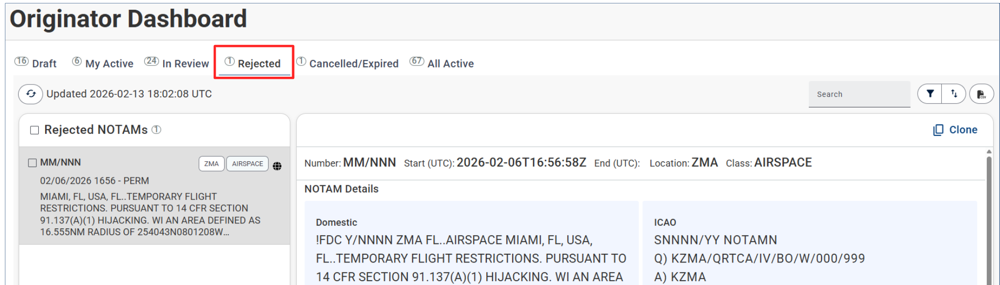 Originator Dashboard
16 Draft 6 My Active 24 In Review 1 Rejected 1 Cancelled/Expired 67 All Active
Updated 2026-02-13 18:02:08 UTC
Search
CSV
Rejected NOTAMs 1
Clone
MM/NNN ZMA AIRSPACE
02/06/2026 1656 - PERM
MIAMI, FL, USA, FL..TEMPORARY FLIGHT
RESTRICTIONS. PURSUANT TO 14 CFR SECTION
91.137(A)(1) HIJACKING. WI AN AREA DEFINED AS
16.555NM RADIUS OF 254043N0801208W...
Number: MM/NNN Start (UTC): 2026-02-06T16:56:58Z End (UTC): Location: ZMA Class: AIRSPACE
NOTAM Details
Domestic
!FDC Y/NNNN ZMA FL..AIRSPACE MIAMI, FL, USA,
FL..TEMPORARY FLIGHT RESTRICTIONS. PURSUANT TO
14 CFR SECTION 91.137(A)(1) HIJACKING. WI AN AREA
ICAO
SNNNN/YY NOTAMN
Q) KZMA/QRTCA/IV/BO/W/000/999
A) KZMA